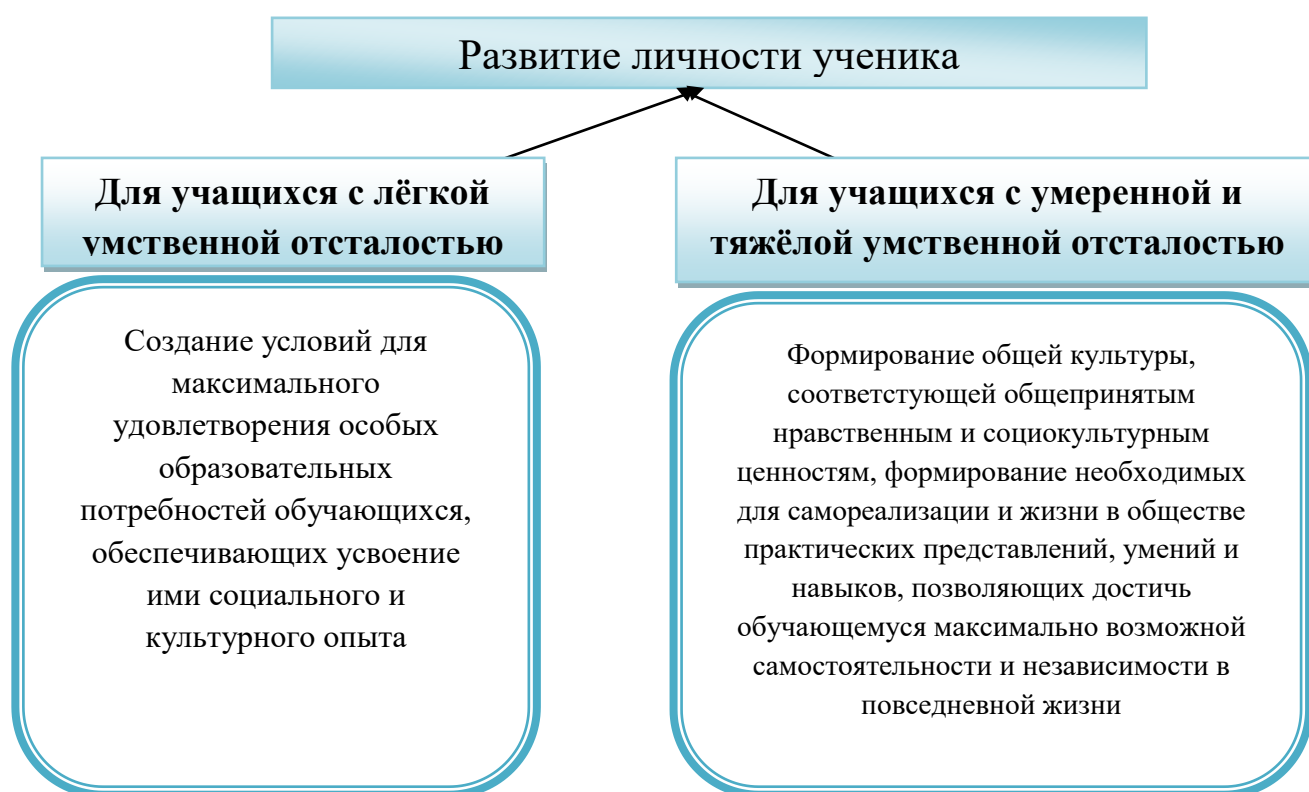 Развитие личности ученика
Для учащихся с лёгкой
умственной отсталостью
Создание условий для
максимального
удовлетворения особых
образовательных
потребностей обучающихся,
обеспечивающих усвоение
ими социального и
культурного опыта
Для учащихся с умеренной и
тяжёлой умственной отсталостью
Формирование общей культуры,
соответстующей общепринятым
нравственным и социокультурным
ценностям, формирование необходимых
для самореализации и жизни в обществе
практических представлений, умений и
навыков, позволяющих достичь
обучающемуся максимально возможной
самостоятельности и независимости в
повседневной жизни